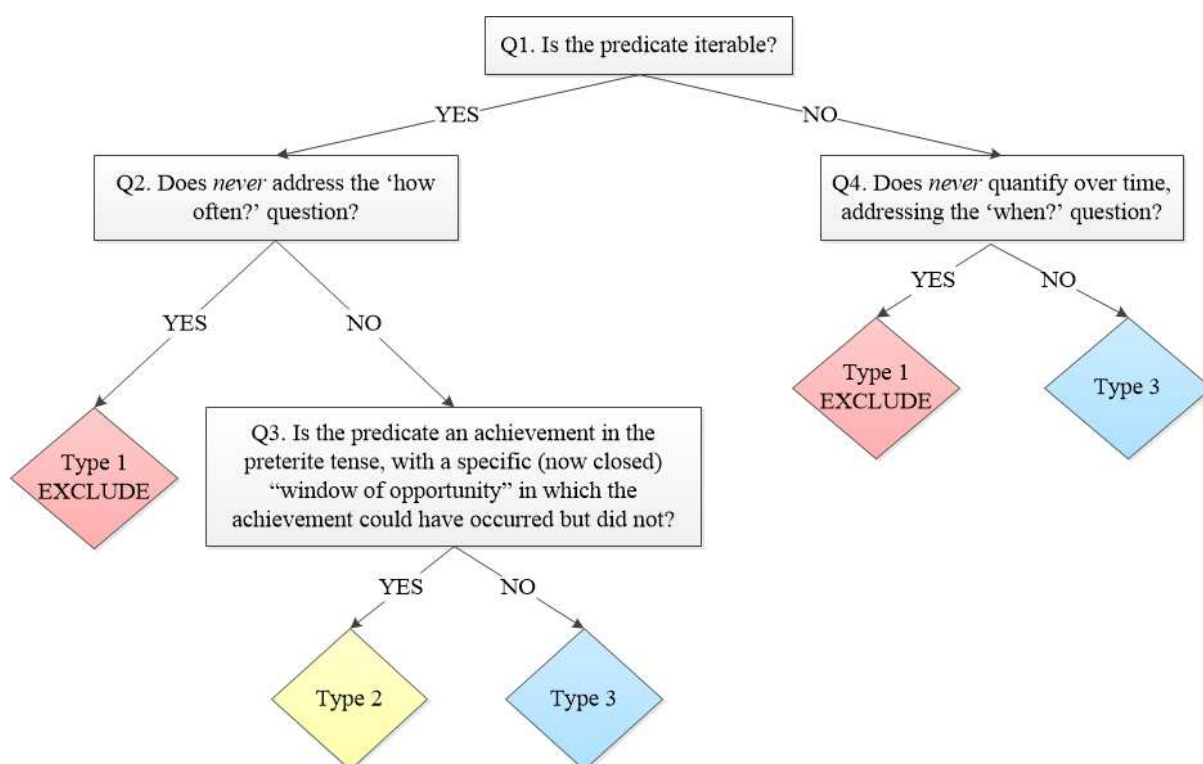 Q1. Is the predicate iterable?
YES
NO
Q2. Does never address the ‘how
often?’ question?
Q4. Does never quantify over time,
addressing the ‘when?’ question?
YES
NO
YES
NO
Type 1
EXCLUDE
Q3. Is the predicate an achievement in the
preterite tense, with a specific (now closed)
“window of opportunity” in which the
achievement could have occurred but did not?
Type 1
EXCLUDE
Type 3
YES
NO
Type 2
Type 3